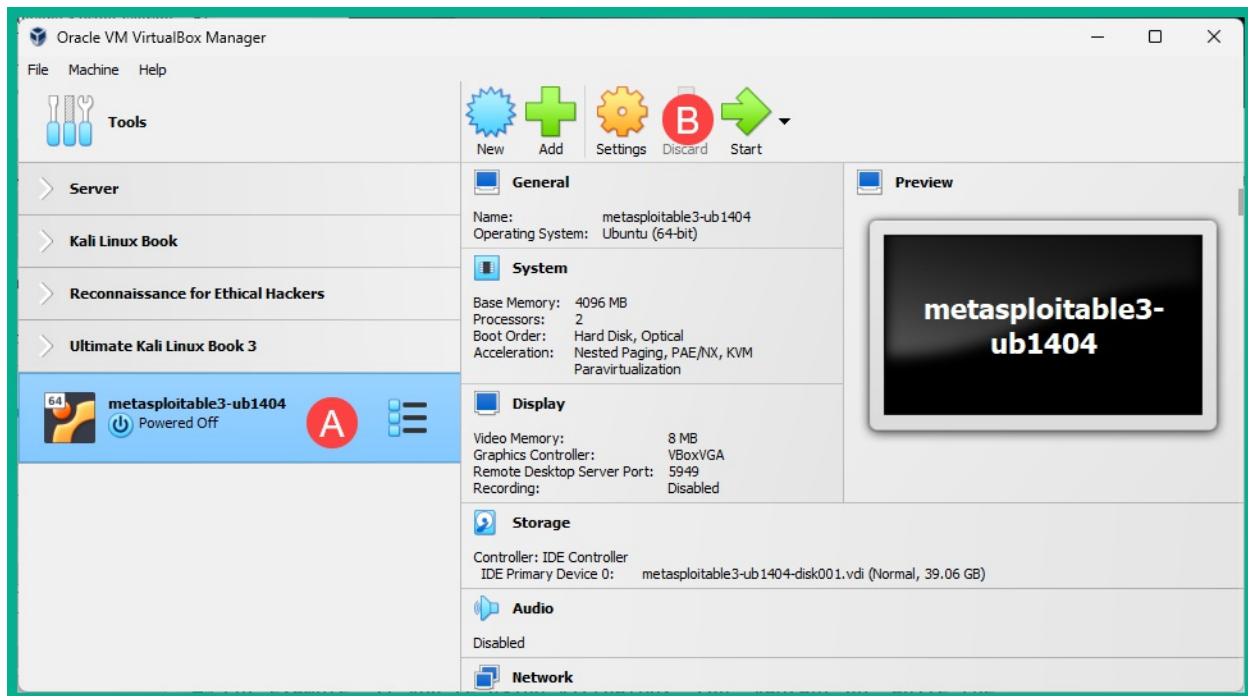 Oracle VM VirtualBox Manager
File Machine Help
Tools
New Add Settings Discard Start
B
Server
Kali Linux Book
Reconnaissance for Ethical Hackers
Ultimate Kali Linux Book 3
64
metasploitable3-ub1404
Powered Off
A
General
Name: metasploitable3-ub1404
Operating System: Ubuntu (64-bit)
System
Base Memory: 4096 MB
Processors: 2
Boot Order: Hard Disk, Optical
Acceleration: Nested Paging, PAE/NX, KVM
Paravirtualization
Display
Video Memory: 8 MB
Graphics Controller: VBoxVGA
Remote Desktop Server Port: 5949
Recording: Disabled
Preview
metasploitable3-
ub1404
Storage
Controller: IDE Controller
IDE Primary Device 0: metasploitable3-ub1404-disk001.vdi (Normal, 39.06 GB)
Audio
Disabled
Network